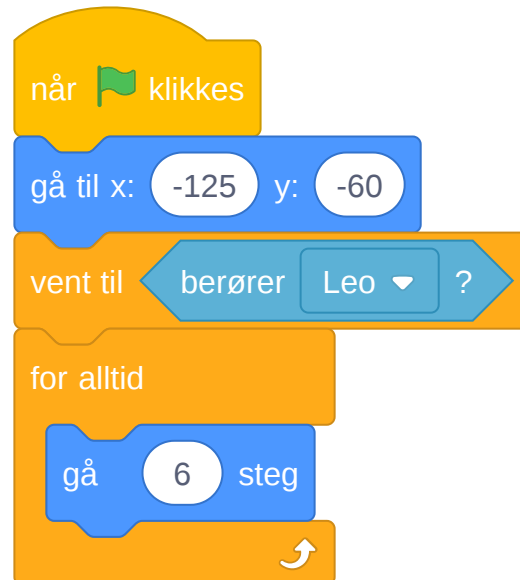 når klikkes
gå til x: -125 y: -60
vent til berører Leo ?
for alltid
gå 6 steg